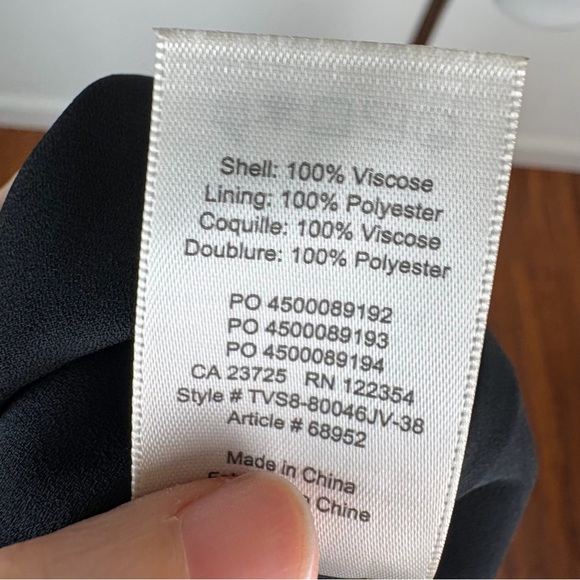 Shell: 100% Viscose
Lining: 100% Polyester
Coquille: 100% Viscose
Doublure: 100% Polyester
PO 4500089192
PO 4500089193
PO 4500089194
CA 23725 RN 122354
Style # TVS8-80046JV-38
Article # 68952
Made in China
Chine